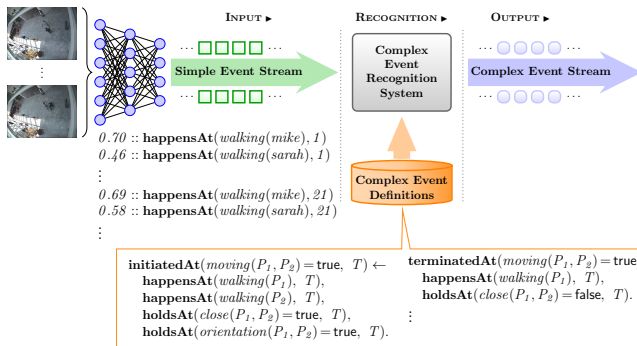 INPUT ▸
RECOGNITION ▸
OUTPUT ▸
Simple Event Stream
Complex
Event
Recognition
System
Complex Event Stream
0.70 :: happensAt(walking(mike), 1)
0.46 :: happensAt(walking(sarah), 1)
⋮
0.69 :: happensAt(walking(mike), 21)
0.58 :: happensAt(walking(sarah), 21)
⋮
Complex Event
Definitions
initiatedAt(moving(P₁, P₂) = true, T) ←
happensAt(walking(P₁), T),
happensAt(walking(P₂), T),
holdsAt(close(P₁, P₂) = true, T),
holdsAt(orientation(P₁, P₂) = true, T).
terminatedAt(moving(P₁, P₂) = true
happensAt(walking(P₁), T),
holdsAt(close(P₁, P₂) = false, T).
⋮